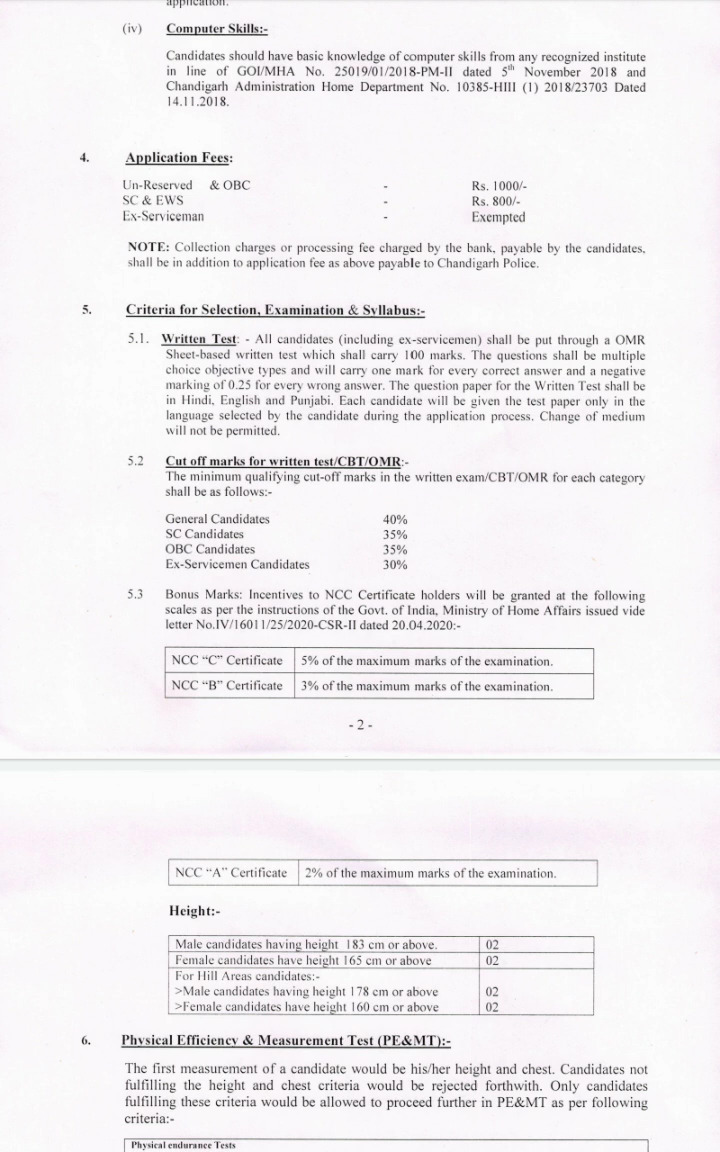 application.
(iv) Computer Skills:-
Candidates should have basic knowledge of computer skills from any recognized institute
in line of GOI/MHA No. 25019/01/2018-PM-II dated 5th November 2018 and
Chandigarh Administration Home Department No. 10385-HIII (1) 2018/23703 Dated
14.11.2018.
4. Application Fees:
Un-Reserved & OBC - Rs. 1000/-
SC & EWS - Rs. 800/-
Ex-Serviceman - Exempted
NOTE: Collection charges or processing fee charged by the bank, payable by the candidates,
shall be in addition to application fee as above payable to Chandigarh Police.
5. Criteria for Selection, Examination & Syllabus:-
5.1. Written Test: - All candidates (including ex-servicemen) shall be put through a OMR
Sheet-based written test which shall carry 100 marks. The questions shall be multiple
choice objective types and will carry one mark for every correct answer and a negative
marking of 0.25 for every wrong answer. The question paper for the Written Test shall be
in Hindi, English and Punjabi. Each candidate will be given the test paper only in the
language selected by the candidate during the application process. Change of medium
will not be permitted.
5.2 Cut off marks for written test/CBT/OMR:-
The minimum qualifying cut-off marks in the written exam/CBT/OMR for each category
shall be as follows:-
General Candidates 40%
SC Candidates 35%
OBC Candidates 35%
Ex-Servicemen Candidates 30%
5.3 Bonus Marks: Incentives to NCC Certificate holders will be granted at the following
scales as per the instructions of the Govt. of India, Ministry of Home Affairs issued vide
letter No.IV/16011/25/2020-CSR-II dated 20.04.2020:-
NCC "C" Certificate 5% of the maximum marks of the examination.
NCC "B" Certificate 3% of the maximum marks of the examination.
- 2 -
NCC "A" Certificate 2% of the maximum marks of the examination.
Height:-
Male candidates having height 183 cm or above. 02
Female candidates have height 165 cm or above 02
For Hill Areas candidates:-
>Male candidates having height 178 cm or above 02
>Female candidates have height 160 cm or above 02
6. Physical Efficiency & Measurement Test (PE&MT):-
The first measurement of a candidate would be his/her height and chest. Candidates not
fulfilling the height and chest criteria would be rejected forthwith. Only candidates
fulfilling these criteria would be allowed to proceed further in PE&MT as per following
criteria:-
Physical endurance Tests